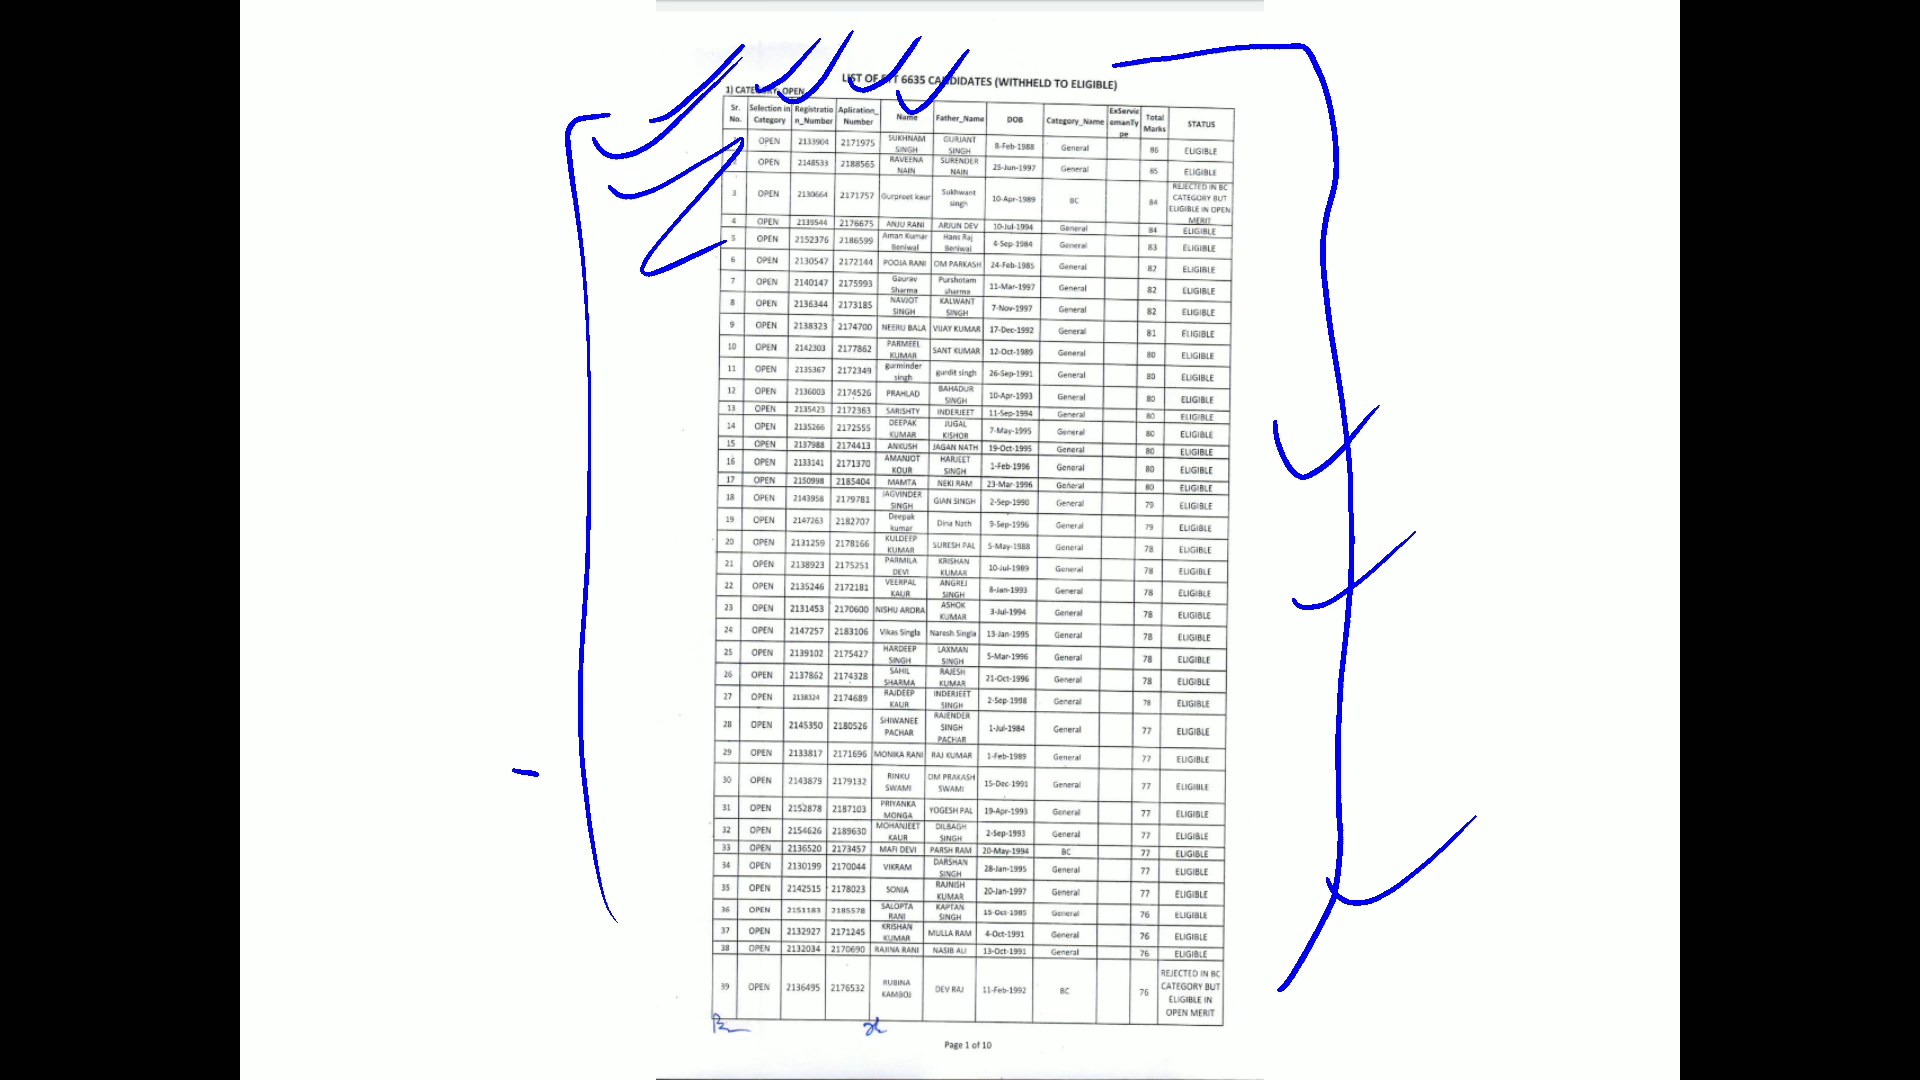 LIST OF ETT 6635 CANDIDATES (WITHHELD TO ELIGIBLE)
1) CATEGORY: OPEN
Sr. No. Selection in Category Registration_Number Aplication_Number Name Father_Name DOB Category_Name ExServicemanType Total Marks STATUS
1 OPEN 2133904 2171975 SUKHNAM SINGH GURJANT SINGH 8-Feb-1988 General 86 ELIGIBLE
2 OPEN 2148533 2188565 RAVEENA NAIN SURENDER NAIN 25-Jun-1997 General 85 ELIGIBLE
3 OPEN 2130664 2171757 Gurpreet kaur Sukhwant singh 10-Apr-1989 BC 84 REJECTED IN BC CATEGORY BUT ELIGIBLE IN OPEN MERIT
4 OPEN 2139544 2176675 ANJU RANI ARJUN DEV 10-Jul-1994 General 84 ELIGIBLE
5 OPEN 2152376 2186599 Aman Kumar Beniwal Hans Raj Beniwal 4-Sep-1984 General 83 ELIGIBLE
6 OPEN 2130547 2172144 POOJA RANI OM PARKASH 24-Feb-1985 General 82 ELIGIBLE
7 OPEN 2140147 2175993 Gaurav Sharma Purshotam sharma 11-Mar-1997 General 82 ELIGIBLE
8 OPEN 2136344 2173185 NAVJOT SINGH KALWANT SINGH 7-Nov-1997 General 82 ELIGIBLE
9 OPEN 2138323 2174700 NEERU BALA VIJAY KUMAR 17-Dec-1992 General 81 ELIGIBLE
10 OPEN 2142303 2177862 PARMEEL KUMAR SANT KUMAR 12-Oct-1989 General 80 ELIGIBLE
11 OPEN 2135367 2172349 gurminder singh gurdit singh 26-Sep-1991 General 80 ELIGIBLE
12 OPEN 2136003 2174526 PRAHLAD BAHADUR SINGH 10-Apr-1993 General 80 ELIGIBLE
13 OPEN 2135423 2172363 SARISHTY INDERJEET 11-Sep-1994 General 80 ELIGIBLE
14 OPEN 2135266 2172555 DEEPAK KUMAR JUGAL KISHOR 7-May-1995 General 80 ELIGIBLE
15 OPEN 2137988 2174413 ANKUSH JAGAN NATH 19-Oct-1995 General 80 ELIGIBLE
16 OPEN 2133141 2171370 AMANJOT KOUR HARJEET SINGH 1-Feb-1996 General 80 ELIGIBLE
17 OPEN 2150998 2185404 MAMTA NEKI RAM 23-Mar-1996 General 80 ELIGIBLE
18 OPEN 2143958 2179781 JAGVINDER SINGH GIAN SINGH 2-Sep-1990 General 79 ELIGIBLE
19 OPEN 2147263 2182707 Deepak kumar Dina Nath 9-Sep-1996 General 79 ELIGIBLE
20 OPEN 2131259 2178166 KULDEEP KUMAR SURESH PAL 5-May-1988 General 78 ELIGIBLE
21 OPEN 2138923 2175251 PARMILA DEVI KRISHAN KUMAR 10-Jul-1989 General 78 ELIGIBLE
22 OPEN 2135246 2172181 VEERPAL KAUR ANGREJ SINGH 8-Jan-1993 General 78 ELIGIBLE
23 OPEN 2131453 2170600 NISHU ARORA ASHOK KUMAR 3-Jul-1994 General 78 ELIGIBLE
24 OPEN 2147257 2183106 Vikas Singla Naresh Singla 13-Jan-1995 General 78 ELIGIBLE
25 OPEN 2139102 2175427 HARDEEP SINGH LAXMAN SINGH 5-Mar-1996 General 78 ELIGIBLE
26 OPEN 2137862 2174328 SAHIL SHARMA RAJESH KUMAR 21-Oct-1996 General 78 ELIGIBLE
27 OPEN 2138324 2174689 RAJDEEP KAUR INDERJEET SINGH 2-Sep-1998 General 78 ELIGIBLE
28 OPEN 2145350 2180526 SHIWANEE PACHAR RAJENDER SINGH PACHAR 1-Jul-1984 General 77 ELIGIBLE
29 OPEN 2133817 2171696 MONIKA RANI RAJ KUMAR 1-Feb-1989 General 77 ELIGIBLE
30 OPEN 2143879 2179132 RINKU SWAMI OM PRAKASH SWAMI 15-Dec-1991 General 77 ELIGIBLE
31 OPEN 2152878 2187103 PRIYANKA MONGA YOGESH PAL 19-Apr-1993 General 77 ELIGIBLE
32 OPEN 2154626 2189630 MOHANJEET KAUR DILBAGH SINGH 2-Sep-1993 General 77 ELIGIBLE
33 OPEN 2136520 2173457 MAFI DEVI PARSH RAM 20-May-1994 BC 77 ELIGIBLE
34 OPEN 2130199 2170044 VIKRAM DARSHAN SINGH 28-Jan-1995 General 77 ELIGIBLE
35 OPEN 2142515 2178023 SONIA RAJNISH KUMAR 20-Jan-1997 General 77 ELIGIBLE
36 OPEN 2151183 2185578 SALOPTA RANI KAPTAN SINGH 15-Oct-1985 General 76 ELIGIBLE
37 OPEN 2132927 2171245 KRISHAN KUMAR MULLA RAM 4-Oct-1991 General 76 ELIGIBLE
38 OPEN 2132034 2170690 RAJINA RANI NASIB ALI 13-Oct-1991 General 76 ELIGIBLE
39 OPEN 2136495 2176532 RUBINA KAMBOJ DEV RAJ 11-Feb-1992 BC 76 REJECTED IN BC CATEGORY BUT ELIGIBLE IN OPEN MERIT
Page 1 of 10